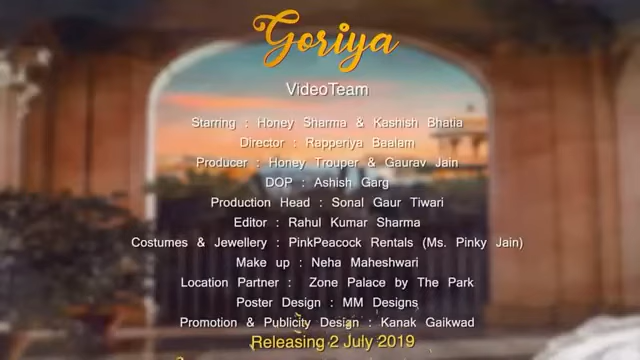 Goriya
VideoTeam
Starring : Honey Sharma & Kashish Bhatia
Director : Rapperiya Baalam
Producer : Honey Trouper & Gaurav Jain
DOP : Ashish Garg
Production Head : Sonal Gaur Tiwari
Editor : Rahul Kumar Sharma
Costumes & Jewellery : PinkPeacock Rentals (Ms. Pinky Jain)
Make up : Neha Maheshwari
Location Partner : Zone Palace by The Park
Poster Design : MM Designs
Promotion & Publicity Design : Kanak Gaikwad
Releasing 2 July 2019